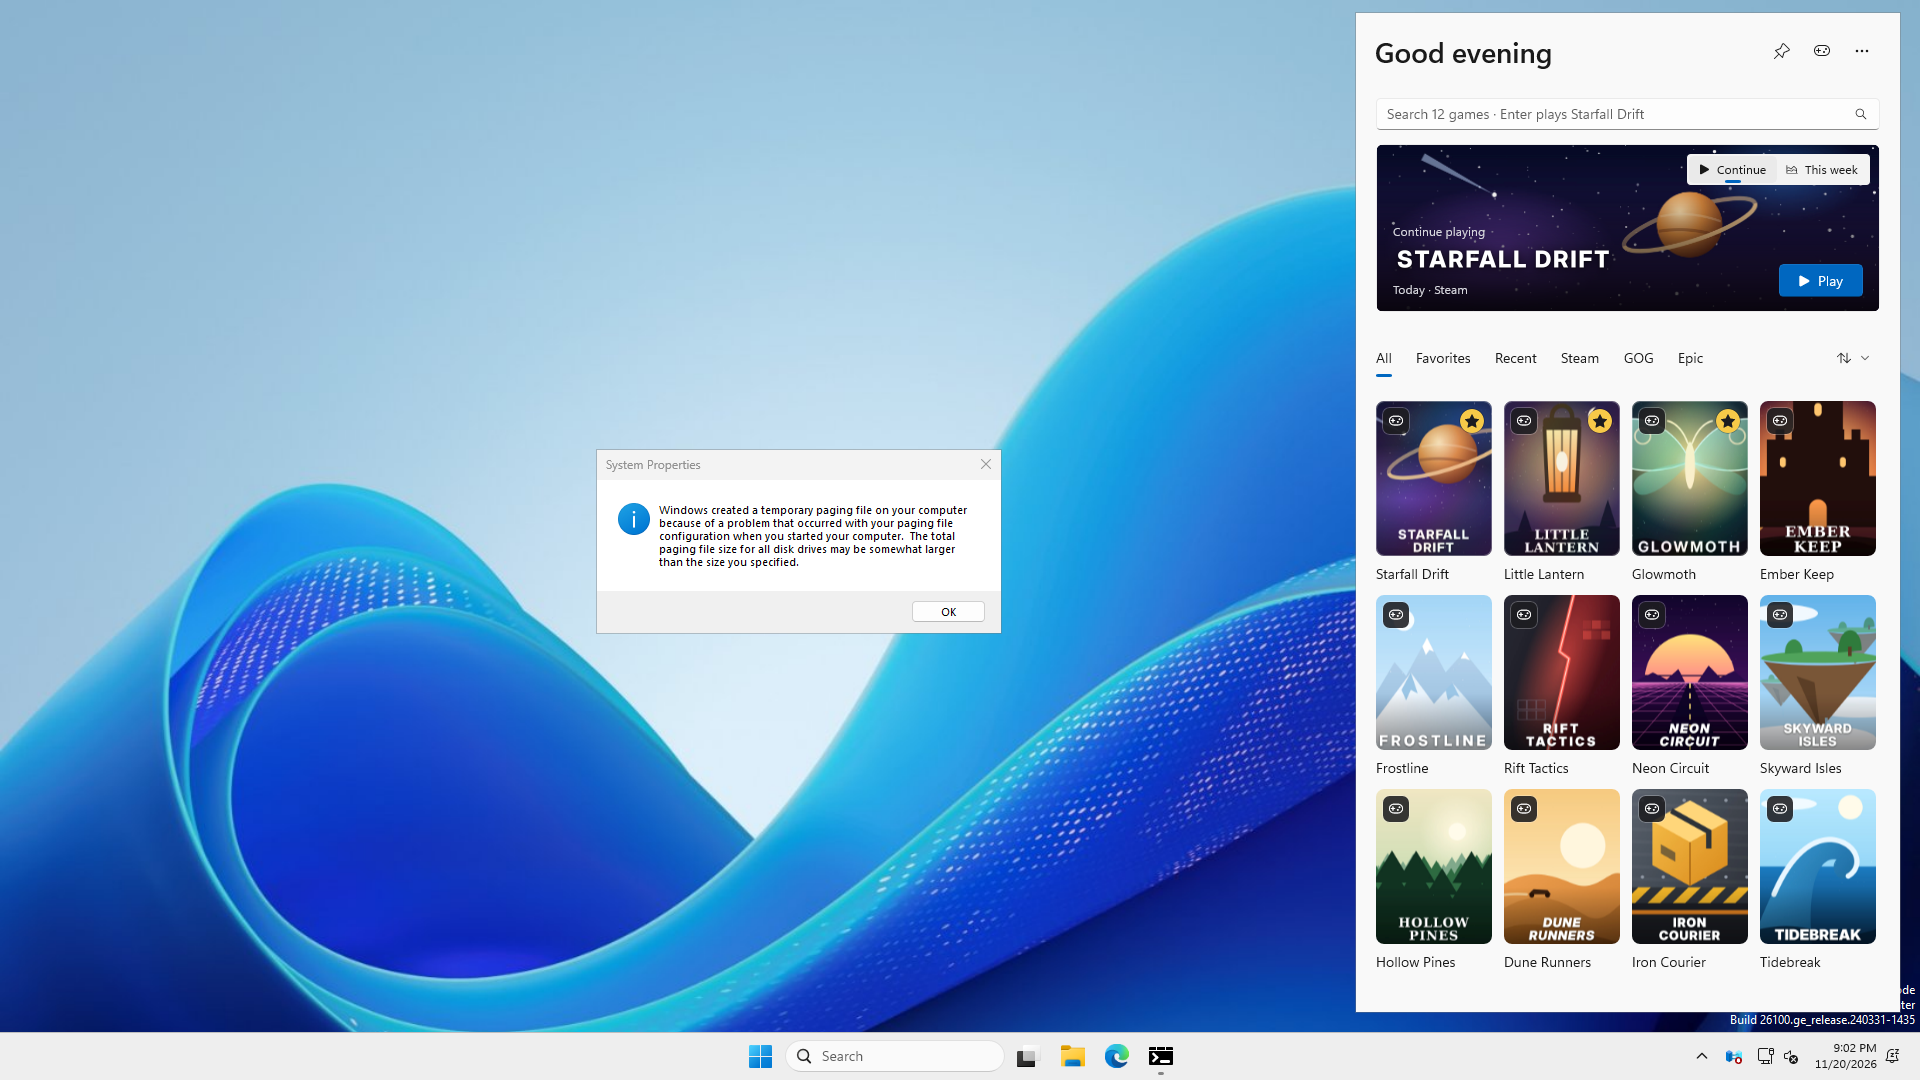 Good evening
Search 12 games · Enter plays Starfall Drift
Continue
This week
Continue playing
STARFALL DRIFT
Today · Steam
Play
All
Favorites
Recent
Steam
GOG
Epic
STARFALL
DRIFT
LITTLE
LANTERN
GLOWMOTH
EMBER
KEEP
Starfall Drift
Little Lantern
Glowmoth
Ember Keep
FROSTLINE
RIFT
TACTICS
NEON
CIRCUIT
SKYWARD
ISLES
Frostline
Rift Tactics
Neon Circuit
Skyward Isles
HOLLOW
PINES
DUNE
RUNNERS
IRON
COURIER
TIDEBREAK
Hollow Pines
Dune Runners
Iron Courier
Tidebreak
System Properties
Windows created a temporary paging file on your computer
because of a problem that occurred with your paging file
configuration when you started your computer.  The total
paging file size for all disk drives may be somewhat larger
than the size you specified.
OK
Build 26100.ge_release.240331-1435
Search
9:02 PM
11/20/2026